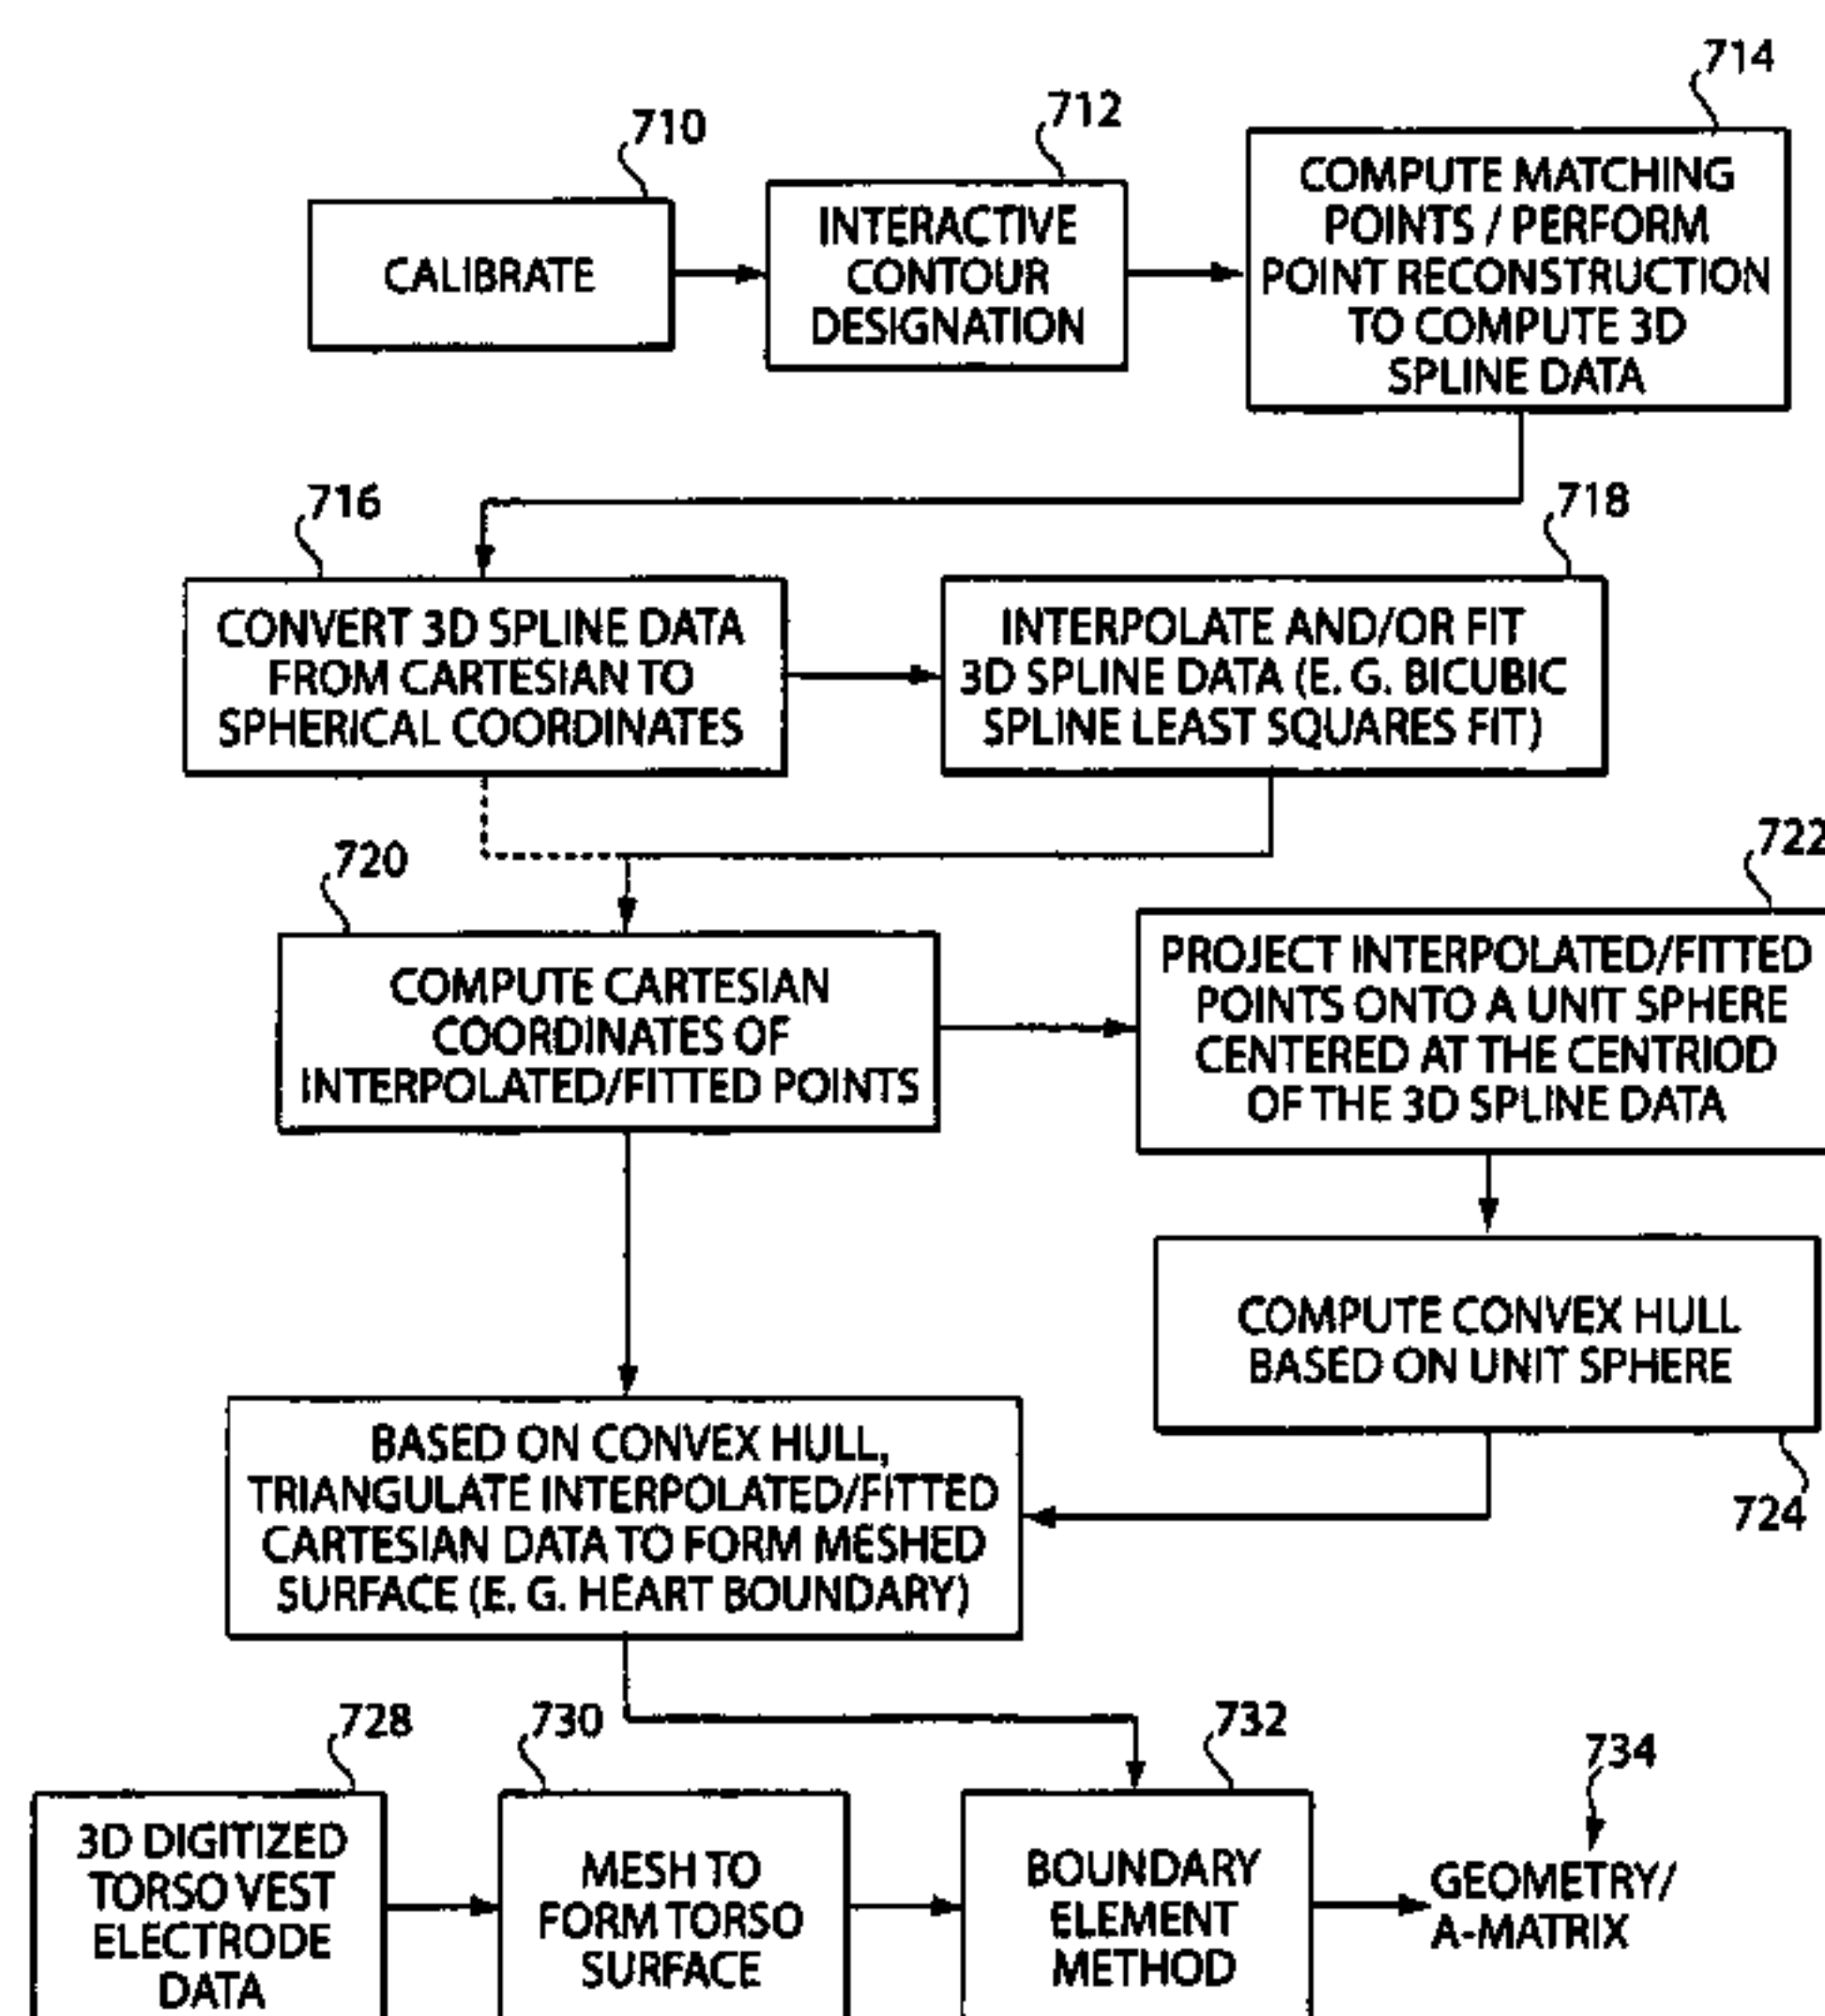 710
CALIBRATE
712
INTERACTIVE
CONTOUR
DESIGNATION
714
COMPUTE MATCHING
POINTS / PERFORM
POINT RECONSTRUCTION
TO COMPUTE 3D
SPLINE DATA
716
CONVERT 3D SPLINE DATA
FROM CARTESIAN TO
SPHERICAL COORDINATES
718
INTERPOLATE AND/OR FIT
3D SPLINE DATA (E. G. BICUBIC
SPLINE LEAST SQUARES FIT)
720
COMPUTE CARTESIAN
COORDINATES OF
INTERPOLATED/FITTED POINTS
722
PROJECT INTERPOLATED/FITTED
POINTS ONTO A UNIT SPHERE
CENTERED AT THE CENTRIOD
OF THE 3D SPLINE DATA
COMPUTE CONVEX HULL
BASED ON UNIT SPHERE
724
BASED ON CONVEX HULL,
TRIANGULATE INTERPOLATED/FITTED
CARTESIAN DATA TO FORM MESHED
SURFACE (E. G. HEART BOUNDARY)
728
3D DIGITIZED
TORSO VEST
ELECTRODE
DATA
730
MESH TO
FORM TORSO
SURFACE
732
BOUNDARY
ELEMENT
METHOD
734
GEOMETRY/
A-MATRIX